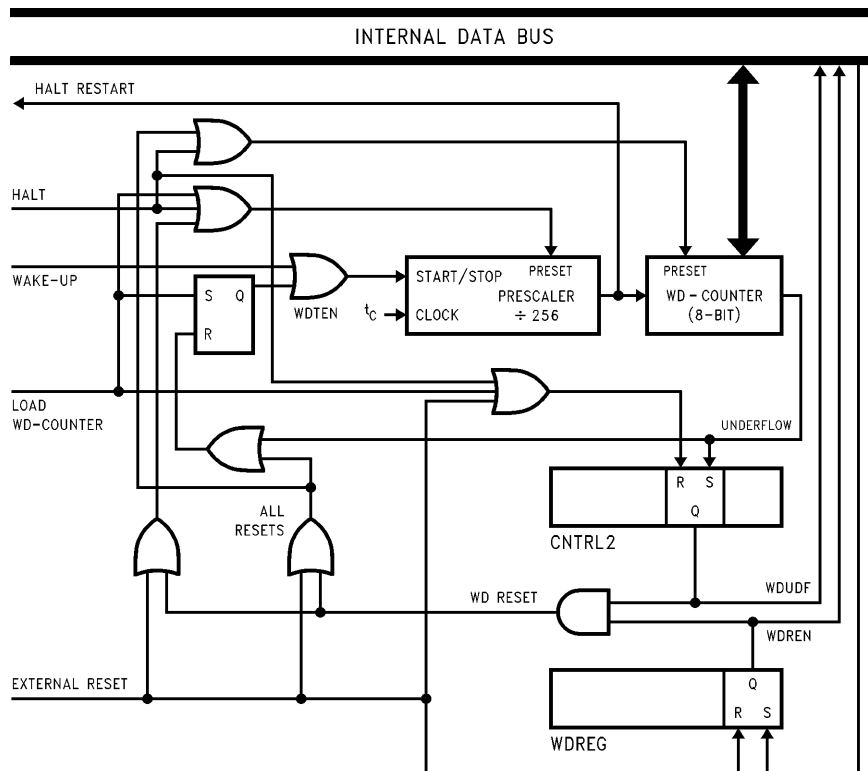 INTERNAL DATA BUS
HALT RESTART
HALT
WAKE-UP
S Q
R
WDTEN
START/STOP PRESET
tC CLOCK
PRESCALER
÷ 256
PRESET
WD-COUNTER
(8-BIT)
LOAD
WD-COUNTER
UNDERFLOW
R S
Q
CNTRL2
ALL
RESETS
WD RESET
WDUDF
WDREN
EXTERNAL RESET
Q
R S
WDREG